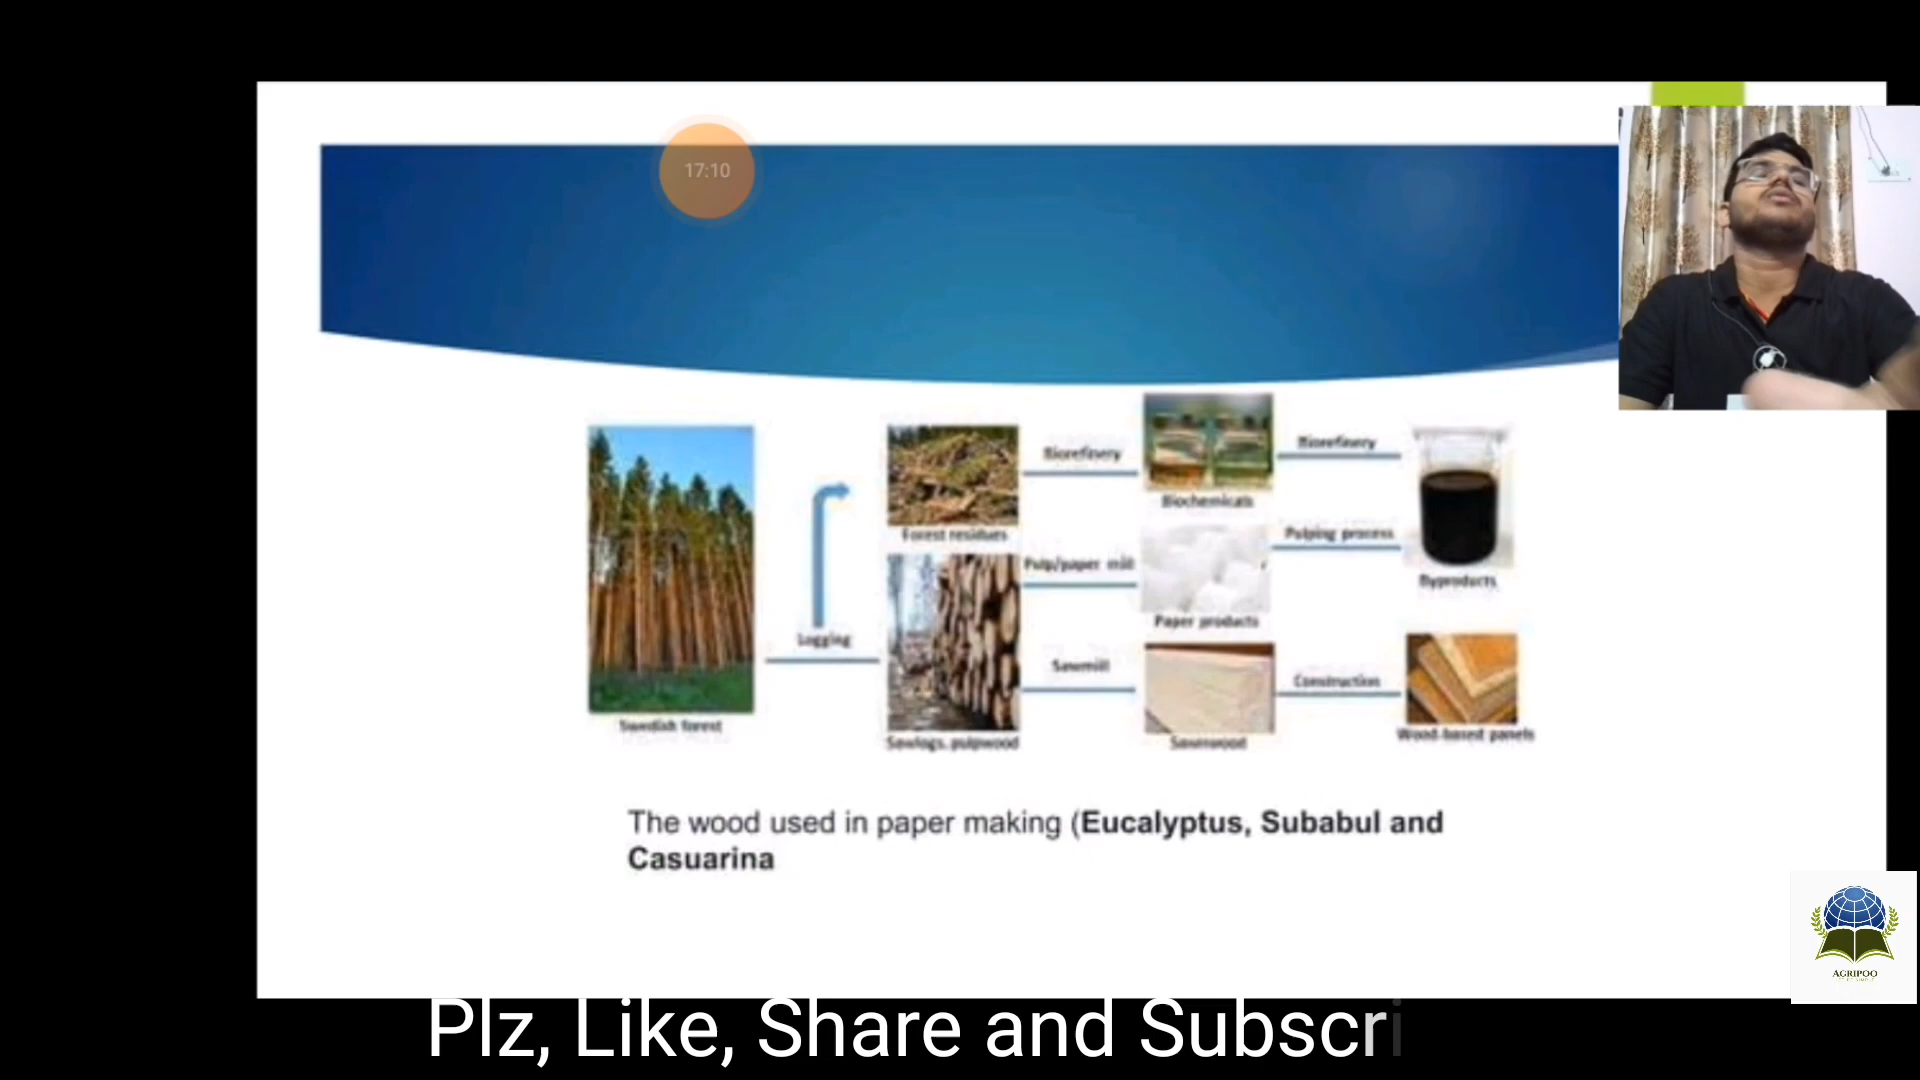 17:10
Biorefinery
Biorefinery
Biochemicals
Forest residues
Pulping process
Pulp/paper mill
Byproducts
Paper products
Logging
Sawmill
Construction
Swedish forest
Sawlogs, pulpwood
Sawnwood
Wood-based panels
The wood used in paper making (Eucalyptus, Subabul and
Casuarina
AGRIPOO
Plz, Like, Share and Subscri